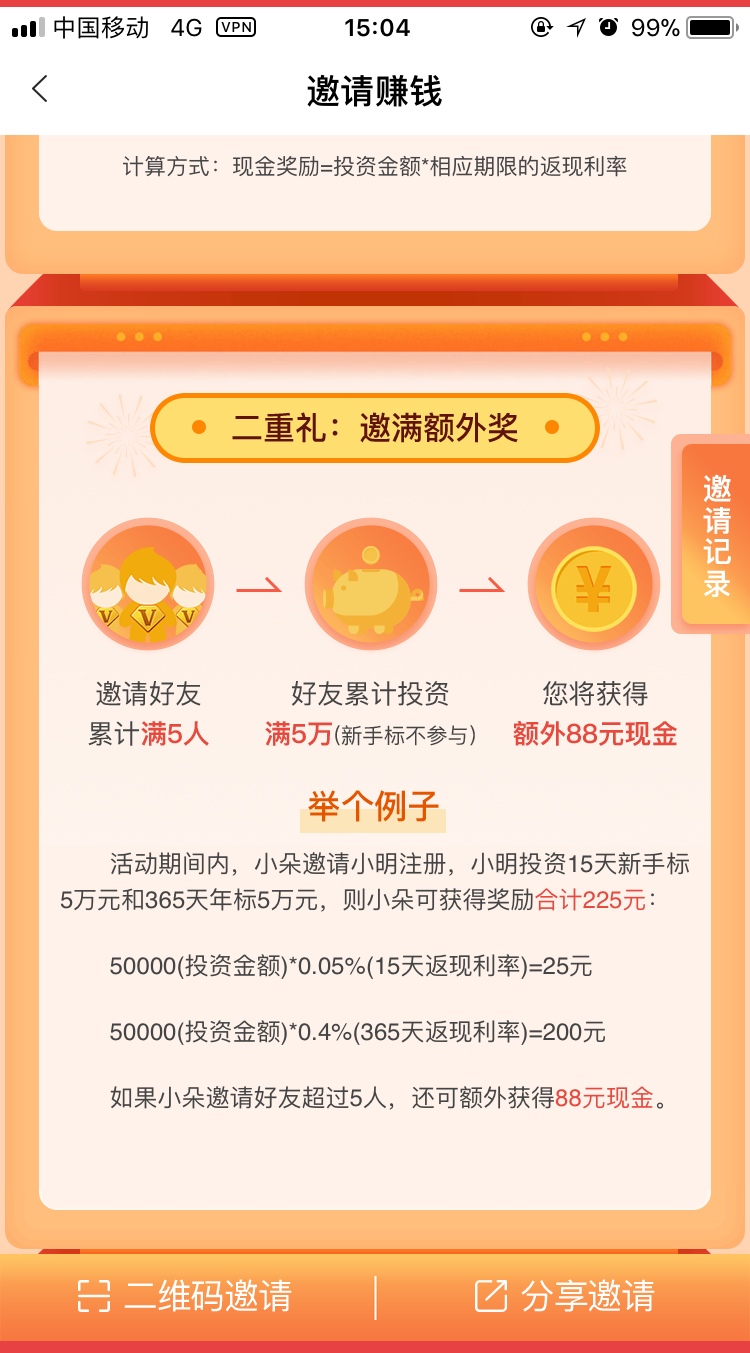 中国移动 4G VPN 15:04 99%
邀请赚钱
计算方式：现金奖励=投资金额*相应期限的返现利率
二重礼：邀满额外奖
邀请记录
邀请好友 好友累计投资 您将获得
累计满5人 满5万(新手标不参与) 额外88元现金
举个例子
活动期间内，小朵邀请小明注册，小明投资15天新手标
5万元和365天年标5万元，则小朵可获得奖励合计225元：
50000(投资金额)*0.05%(15天返现利率)=25元
50000(投资金额)*0.4%(365天返现利率)=200元
如果小朵邀请好友超过5人，还可额外获得88元现金。
二维码邀请 分享邀请